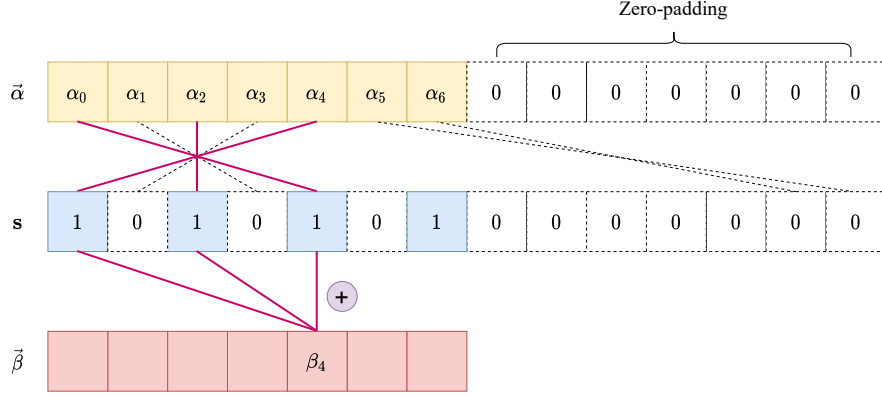 Zero-padding
α⃗ α₀ α₁ α₂ α₃ α₄ α₅ α₆ 0 0 0 0 0 0 0
s 1 0 1 0 1 0 1 0 0 0 0 0 0 0
+
β⃗ β₄